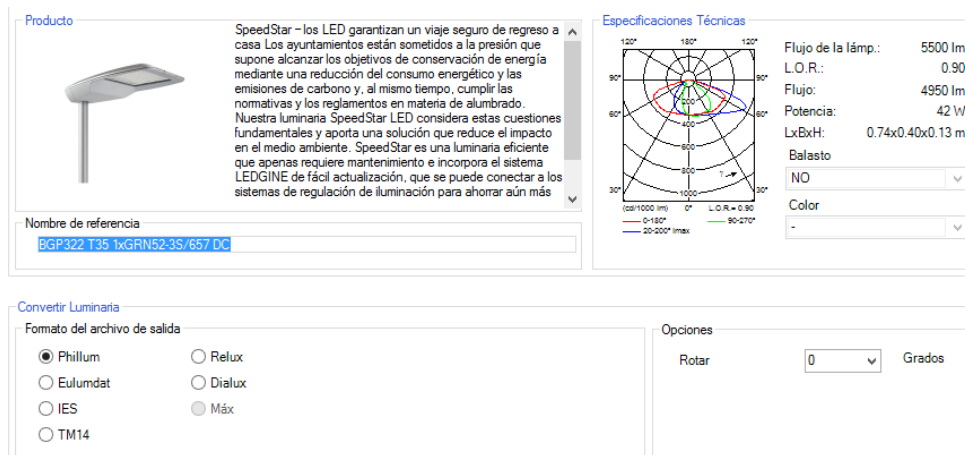 Producto
SpeedStar – los LED garantizan un viaje seguro de regreso a
casa Los ayuntamientos están sometidos a la presión que
supone alcanzar los objetivos de conservación de energía
mediante una reducción del consumo energético y las
emisiones de carbono y, al mismo tiempo, cumplir las
normativas y los reglamentos en materia de alumbrado.
Nuestra luminaria SpeedStar LED considera estas cuestiones
fundamentales y aporta una solución que reduce el impacto
en el medio ambiente. SpeedStar es una luminaria eficiente
que apenas requiere mantenimiento e incorpora el sistema
LEDGINE de fácil actualización, que se puede conectar a los
sistemas de regulación de iluminación para ahorrar aún más
Nombre de referencia
BGP322 T35 1xGRN52-3S/657 DC
Especificaciones Técnicas
120° 180° 120°
90° 90°
200
60° 400 60°
600
800
30° 1000 30°
(cd/1000 lm) 0° L.O.R.= 0.90
0-180° 90-270°
20-200° Imax
Flujo de la lámp.: 5500 lm
L.O.R.: 0.90
Flujo: 4950 lm
Potencia: 42 W
LxBxH: 0.74x0.40x0.13 m
Balasto
NO
Color
-
Convertir Luminaria
Formato del archivo de salida
Phillum Relux
Eulumdat Dialux
IES Máx
TM14
Opciones
Rotar 0 Grados